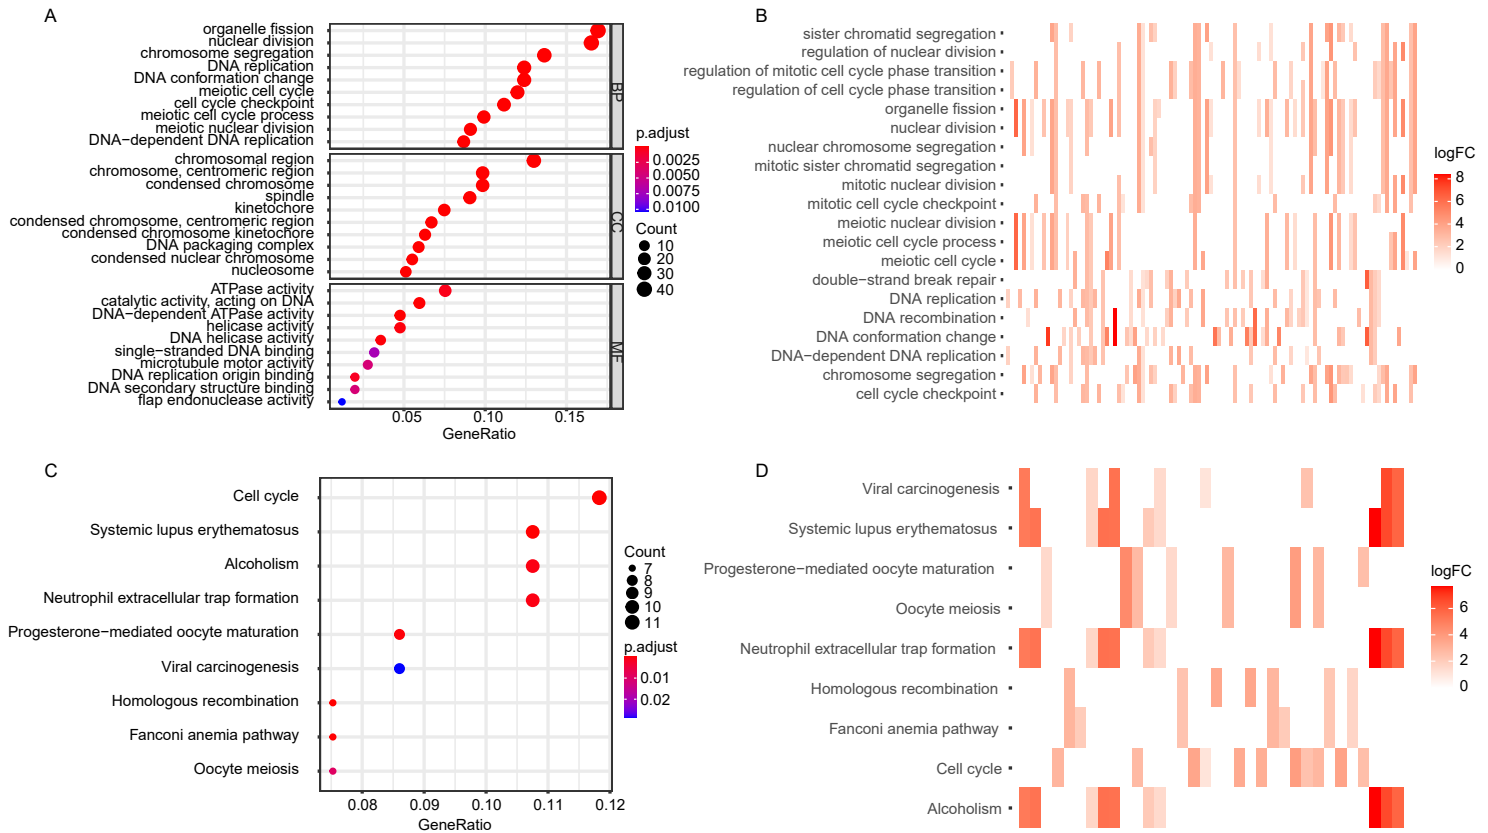 A
organelle fission
nuclear division
chromosome segregation
DNA replication
DNA conformation change
meiotic cell cycle
cell cycle checkpoint
meiotic cell cycle process
meiotic nuclear division
DNA−dependent DNA replication
BP
chromosomal region
chromosome, centromeric region
condensed chromosome
spindle
kinetochore
condensed chromosome, centromeric region
condensed chromosome kinetochore
DNA packaging complex
condensed nuclear chromosome
nucleosome
CC
ATPase activity
catalytic activity, acting on DNA
DNA−dependent ATPase activity
helicase activity
DNA helicase activity
single−stranded DNA binding
microtubule motor activity
DNA replication origin binding
DNA secondary structure binding
flap endonuclease activity
MF
0.05 0.10 0.15
GeneRatio
p.adjust
0.0025
0.0050
0.0075
0.0100
Count
10
20
30
40
B
sister chromatid segregation
regulation of nuclear division
regulation of mitotic cell cycle phase transition
regulation of cell cycle phase transition
organelle fission
nuclear division
nuclear chromosome segregation
mitotic sister chromatid segregation
mitotic nuclear division
mitotic cell cycle checkpoint
meiotic nuclear division
meiotic cell cycle process
meiotic cell cycle
double−strand break repair
DNA replication
DNA recombination
DNA conformation change
DNA−dependent DNA replication
chromosome segregation
cell cycle checkpoint
logFC
8
6
4
2
0
C
Cell cycle
Systemic lupus erythematosus
Alcoholism
Neutrophil extracellular trap formation
Progesterone−mediated oocyte maturation
Viral carcinogenesis
Homologous recombination
Fanconi anemia pathway
Oocyte meiosis
0.08 0.09 0.10 0.11 0.12
GeneRatio
Count
7
8
9
10
11
p.adjust
0.01
0.02
D
Viral carcinogenesis
Systemic lupus erythematosus
Progesterone−mediated oocyte maturation
Oocyte meiosis
Neutrophil extracellular trap formation
Homologous recombination
Fanconi anemia pathway
Cell cycle
Alcoholism
logFC
6
4
2
0